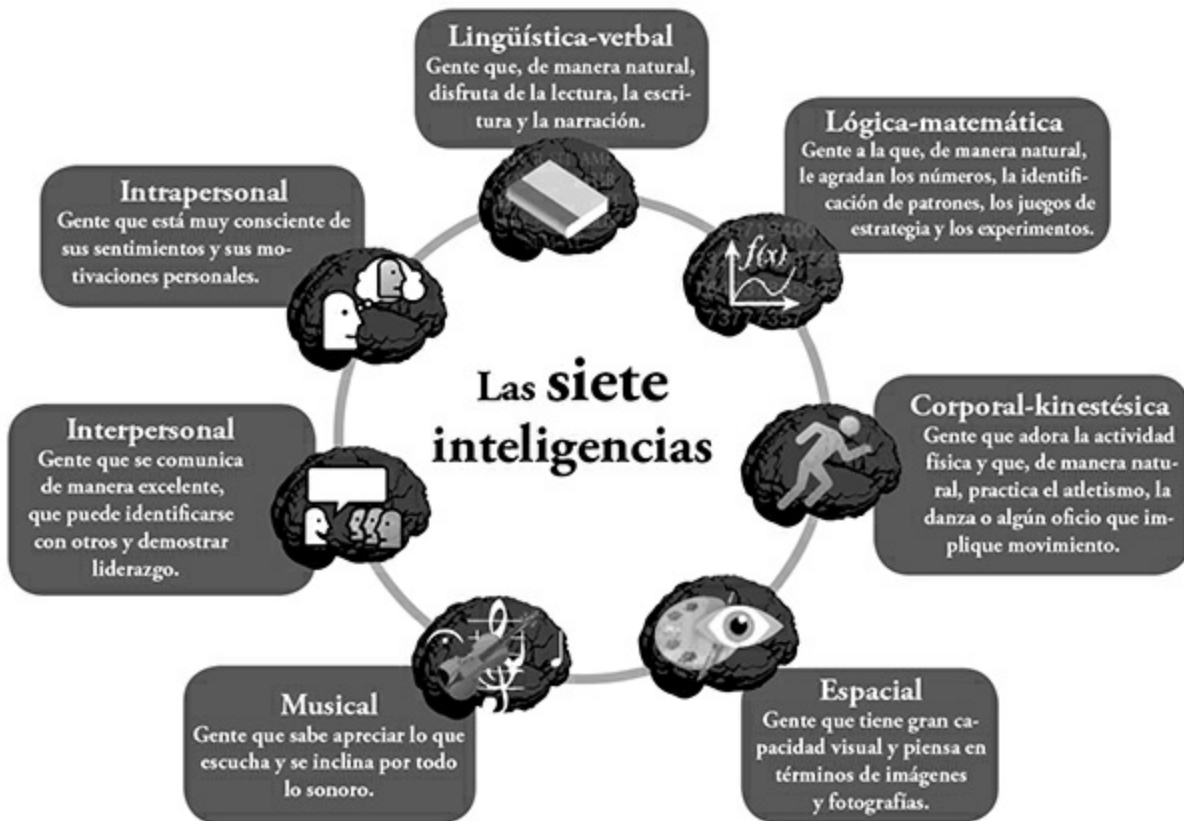 Lingüística-verbal
Gente que, de manera natural,
disfruta de la lectura, la escri-
tura y la narración.
Lógica-matemática
Gente a la que, de manera natural,
le agradan los números, la identifi-
cación de patrones, los juegos de
estrategia y los experimentos.
Intrapersonal
Gente que está muy consciente de
sus sentimientos y sus mo-
tivaciones personales.
f(x)
Las siete
inteligencias
Corporal-kinestésica
Gente que adora la actividad
física y que, de manera natu-
ral, practica el atletismo, la
danza o algún oficio que im-
plique movimiento.
Interpersonal
Gente que se comunica
de manera excelente,
que puede identificarse
con otros y demostrar
liderazgo.
Musical
Gente que sabe apreciar lo que
escucha y se inclina por todo
lo sonoro.
Espacial
Gente que tiene gran ca-
pacidad visual y piensa en
términos de imágenes
y fotografías.